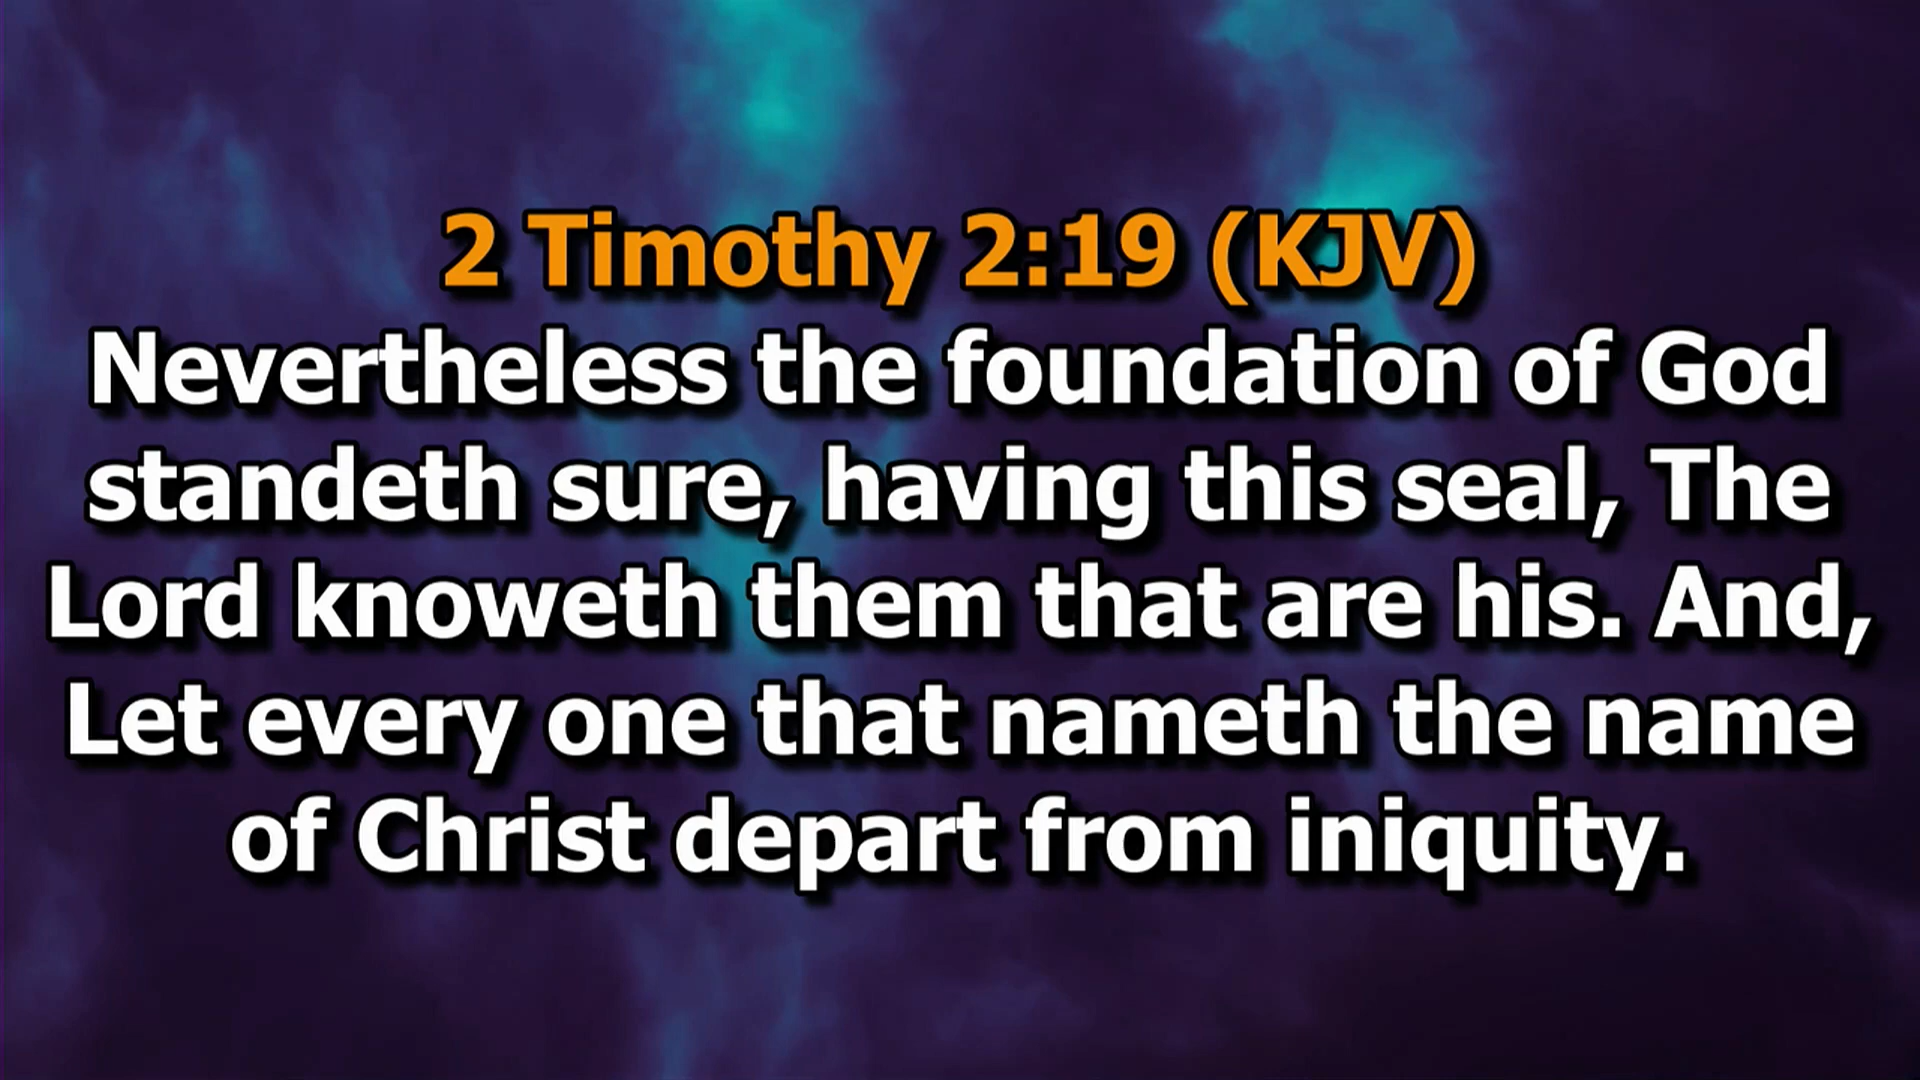 2 Timothy 2:19 (KJV)
Nevertheless the foundation of God
standeth sure, having this seal, The
Lord knoweth them that are his. And,
Let every one that nameth the name
of Christ depart from iniquity.